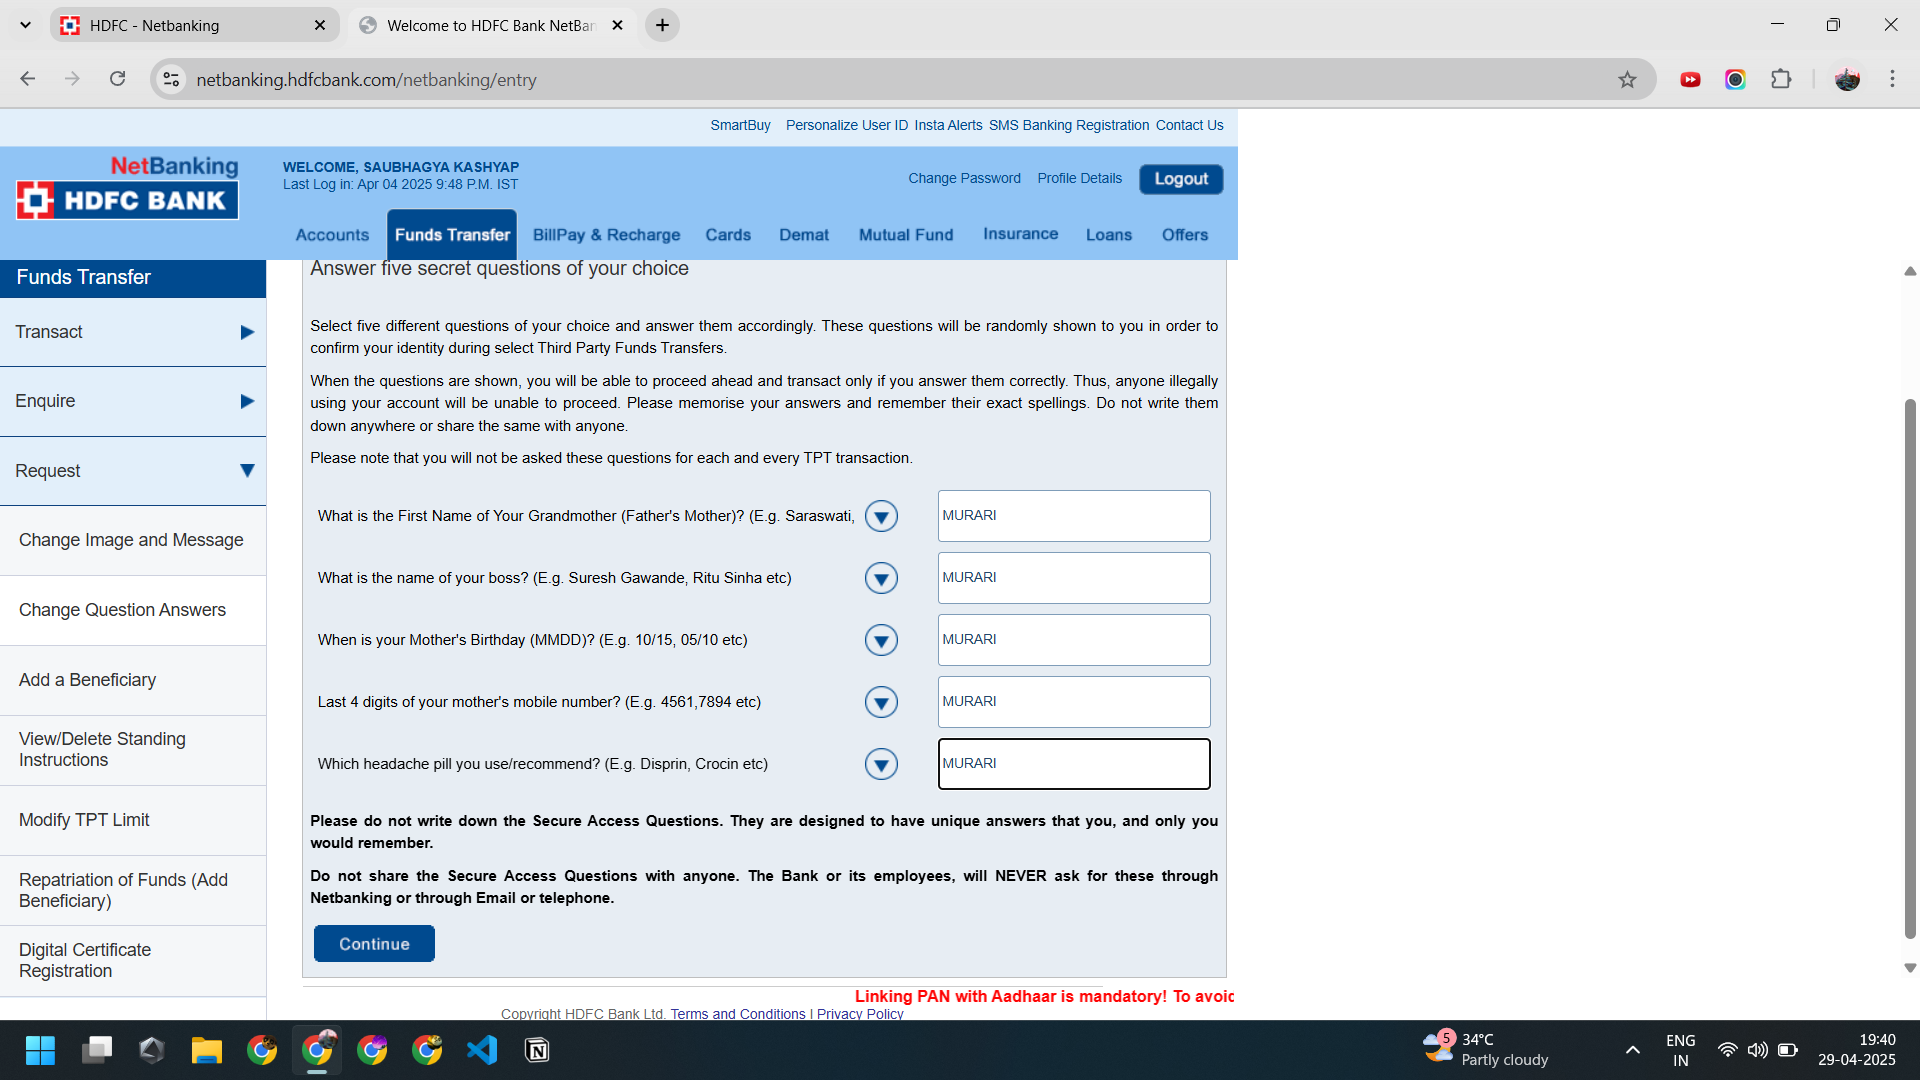 HDFC - Netbanking
Welcome to HDFC Bank NetBan
netbanking.hdfcbank.com/netbanking/entry
SmartBuy Personalize User ID Insta Alerts SMS Banking Registration Contact Us
NetBanking
HDFC BANK
WELCOME, SAUBHAGYA KASHYAP
Last Log in: Apr 04 2025 9:48 P.M. IST
Change Password Profile Details Logout
Accounts Funds Transfer BillPay & Recharge Cards Demat Mutual Fund Insurance Loans Offers
Funds Transfer
Transact
Enquire
Request
Change Image and Message
Change Question Answers
Add a Beneficiary
View/Delete Standing
Instructions
Modify TPT Limit
Repatriation of Funds (Add
Beneficiary)
Digital Certificate
Registration
Answer five secret questions of your choice
Select five different questions of your choice and answer them accordingly. These questions will be randomly shown to you in order to
confirm your identity during select Third Party Funds Transfers.
When the questions are shown, you will be able to proceed ahead and transact only if you answer them correctly. Thus, anyone illegally
using your account will be unable to proceed. Please memorise your answers and remember their exact spellings. Do not write them
down anywhere or share the same with anyone.
Please note that you will not be asked these questions for each and every TPT transaction.
What is the First Name of Your Grandmother (Father's Mother)? (E.g. Saraswati, MURARI
What is the name of your boss? (E.g. Suresh Gawande, Ritu Sinha etc) MURARI
When is your Mother's Birthday (MMDD)? (E.g. 10/15, 05/10 etc) MURARI
Last 4 digits of your mother's mobile number? (E.g. 4561,7894 etc) MURARI
Which headache pill you use/recommend? (E.g. Disprin, Crocin etc) MURARI
Please do not write down the Secure Access Questions. They are designed to have unique answers that you, and only you
would remember.
Do not share the Secure Access Questions with anyone. The Bank or its employees, will NEVER ask for these through
Netbanking or through Email or telephone.
Continue
Linking PAN with Aadhaar is mandatory! To avoid
Copyright HDFC Bank Ltd. Terms and Conditions | Privacy Policy
5
34°C
Partly cloudy
ENG
IN
19:40
29-04-2025